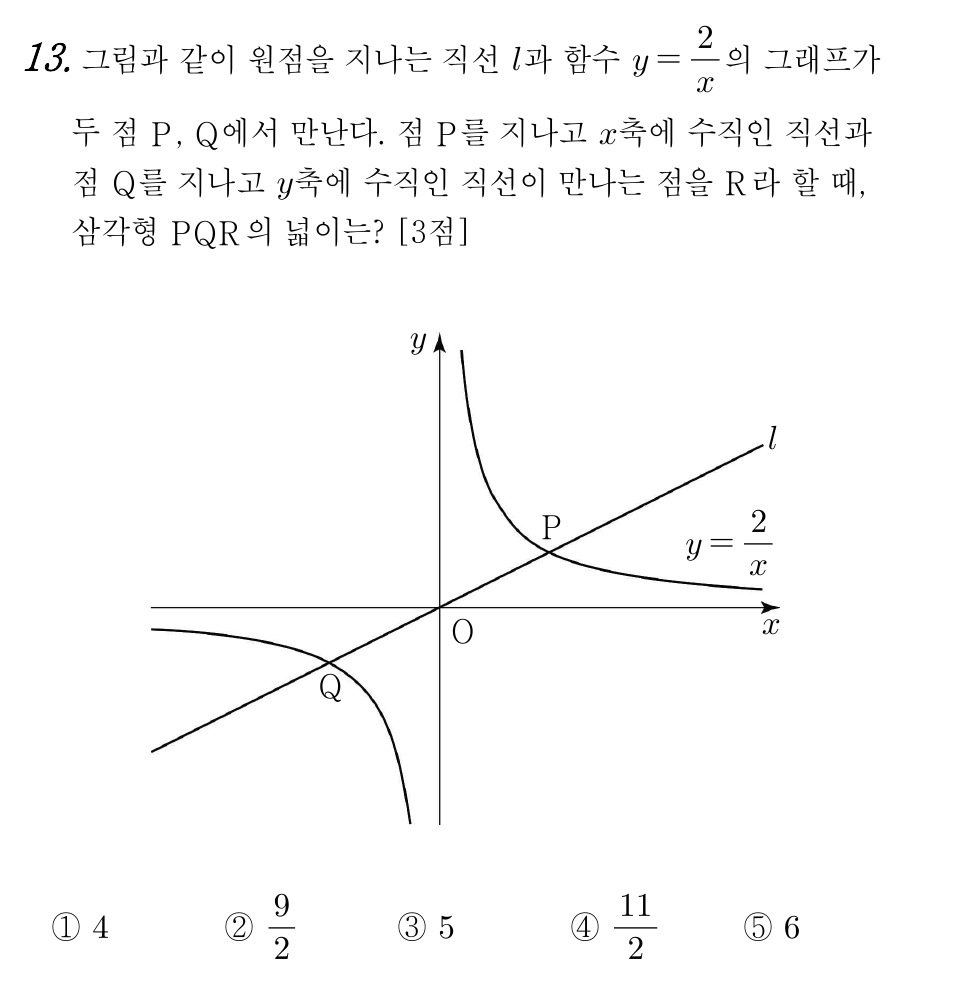 13. 그림과 같이 원점을 지나는 직선 l과 함수 y = 2/x의 그래프가
두 점 P, Q에서 만난다. 점 P를 지나고 x축에 수직인 직선과
점 Q를 지나고 y축에 수직인 직선이 만나는 점을 R라 할 때,
삼각형 PQR의 넓이는? [3점]
y
l
P
y = 2/x
O
x
Q
① 4 ② 9/2 ③ 5 ④ 11/2 ⑤ 6